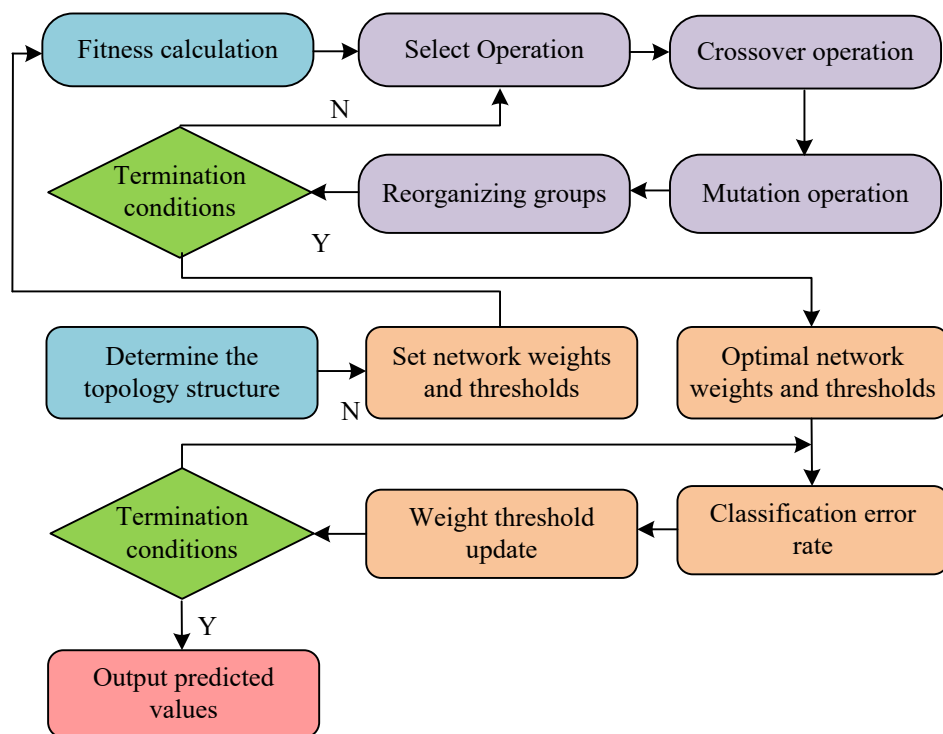 Fitness calculation
Select Operation
Crossover operation
N
Termination
conditions
Reorganizing groups
Mutation operation
Y
Determine the
topology structure
Set network weights
and thresholds
Optimal network
weights and thresholds
N
Termination
conditions
Weight threshold
update
Classification error
rate
Y
Output predicted
values